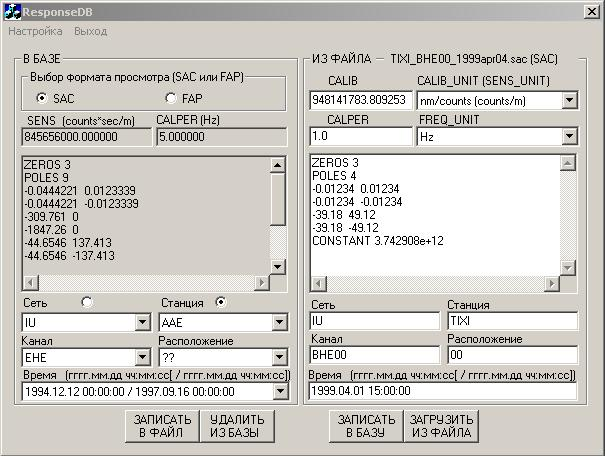 ResponseDB
Настройка Выход
В БАЗЕ
Выбор формата просмотра (SAC или FAP)
SAC FAP
SENS (counts*sec/m) CALPER (Hz)
845656000.000000 5.000000
ZEROS 3
POLES 9
-0.0444221 0.0123339
-0.0444221 -0.0123339
-309.761 0
-1847.26 0
-44.6546 137.413
-44.6546 -137.413
Сеть Станция
IU AAE
Канал Расположение
EHE ??
Время (гггг.мм.дд чч:мм:сс[ / гггг.мм.дд чч:мм:сс])
1994.12.12 00:00:00 / 1997.09.16 00:00:00
ЗАПИСАТЬ В ФАЙЛ
УДАЛИТЬ ИЗ БАЗЫ
ИЗ ФАЙЛА TIXI_BHE00_1999apr04.sac (SAC)
CALIB CALIB_UNIT (SENS_UNIT)
948141783.809253 nm/counts (counts/m)
CALPER FREQ_UNIT
1.0 Hz
ZEROS 3
POLES 4
-0.01234 0.01234
-0.01234 -0.01234
-39.18 49.12
-39.18 -49.12
CONSTANT 3.742908e+12
Сеть Станция
IU TIXI
Канал Расположение
BHE00 00
Время (гггг.мм.дд чч:мм:сс[ / гггг.мм.дд чч:мм:сс])
1999.04.01 15:00:00
ЗАПИСАТЬ В БАЗУ
ЗАГРУЗИТЬ ИЗ ФАЙЛА